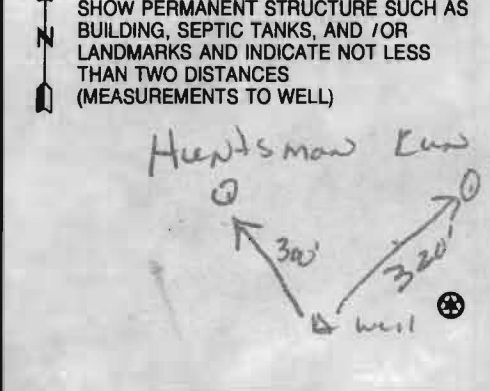 SHOW PERMANENT STRUCTURE SUCH AS
BUILDING, SEPTIC TANKS, AND / OR
LANDMARKS AND INDICATE NOT LESS
THAN TWO DISTANCES
(MEASUREMENTS TO WELL)
N
Huntsman Run
300'
320'
well